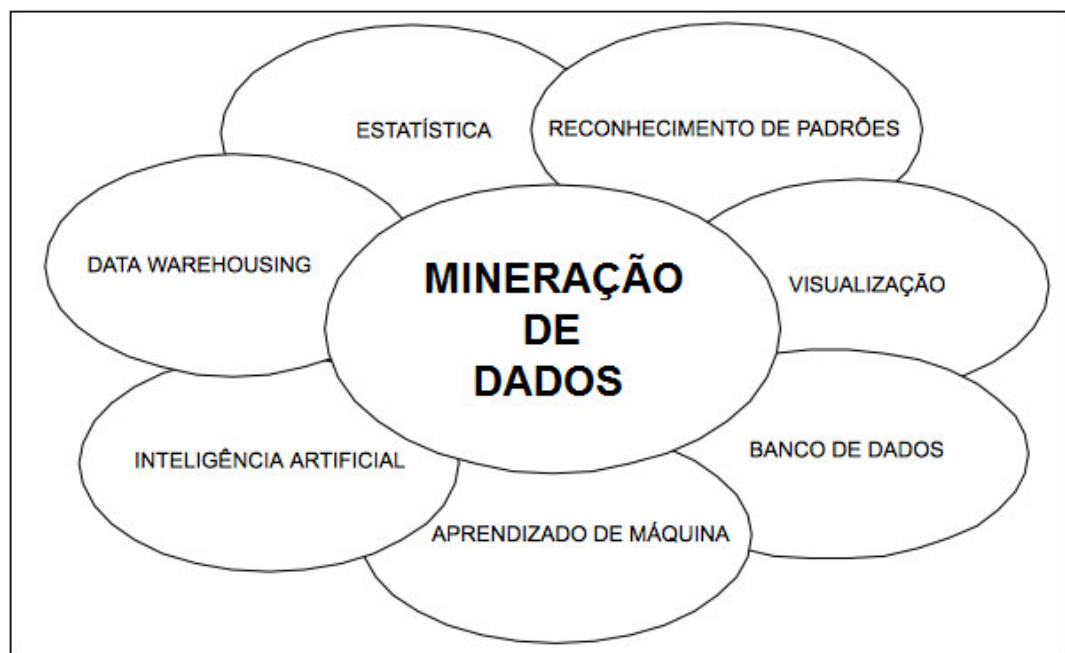 ESTATÍSTICA
RECONHECIMENTO DE PADRÕES
DATA WAREHOUSING
MINERAÇÃO
DE
DADOS
VISUALIZAÇÃO
INTELIGÊNCIA ARTIFICIAL
BANCO DE DADOS
APRENDIZADO DE MÁQUINA